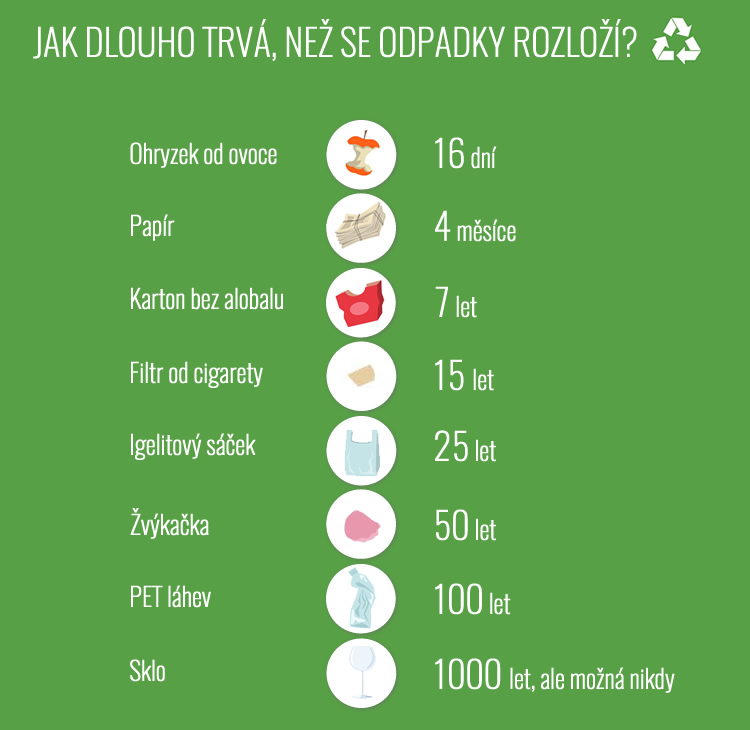 JAK DLOUHO TRVÁ, NEŽ SE ODPADKY ROZLOŽÍ?
Ohryzek od ovoce 16 dní
Papír 4 měsíce
Karton bez alobalu 7 let
Filtr od cigarety 15 let
Igelitový sáček 25 let
Žvýkačka 50 let
PET láhev 100 let
Sklo 1000 let, ale možná nikdy